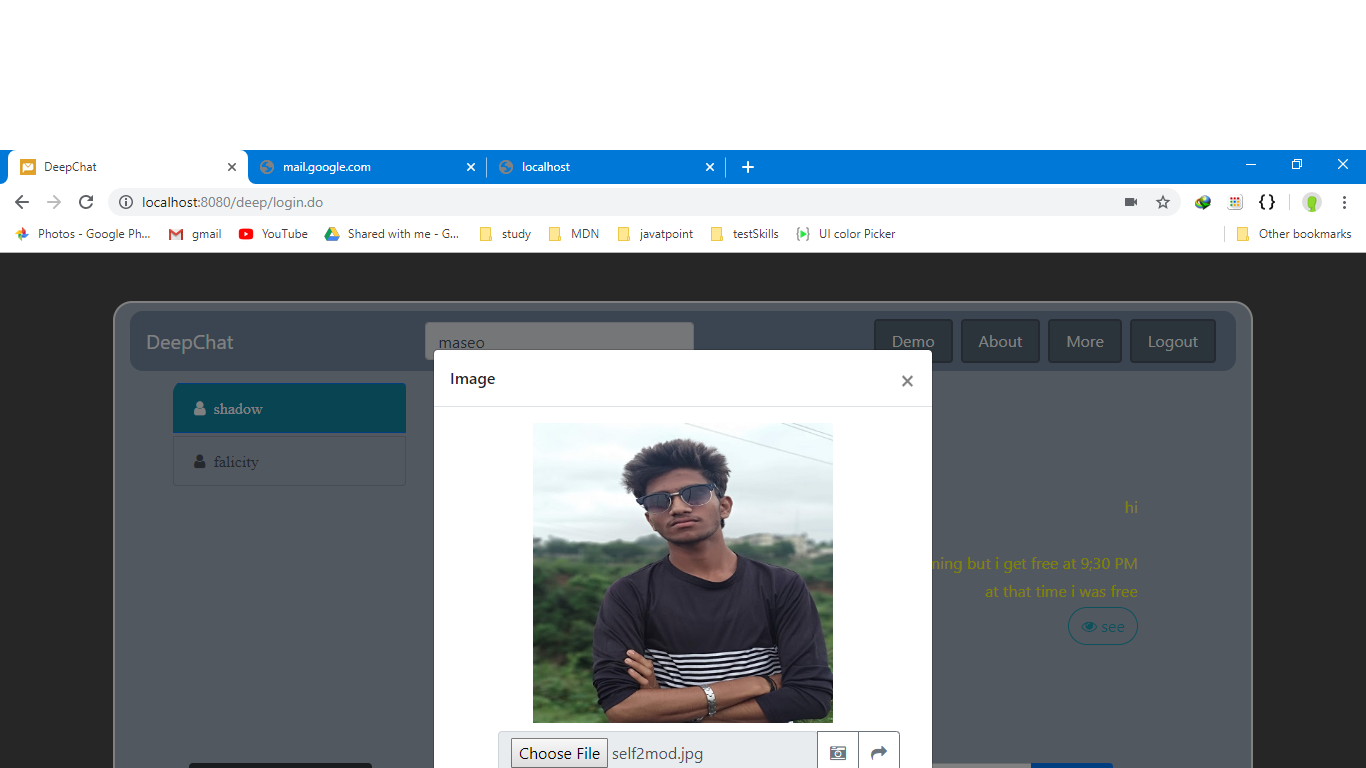 DeepChat
mail.google.com
localhost
localhost:8080/deep/login.do
Photos - Google Ph...
gmail
YouTube
Shared with me - G...
study
MDN
javatpoint
testSkills
UI color Picker
Other bookmarks
DeepChat
maseo
Demo
About
More
Logout
Image
×
shadow
falicity
hi
ning but i get free at 9;30 PM
at that time i was free
see
Choose File self2mod.jpg